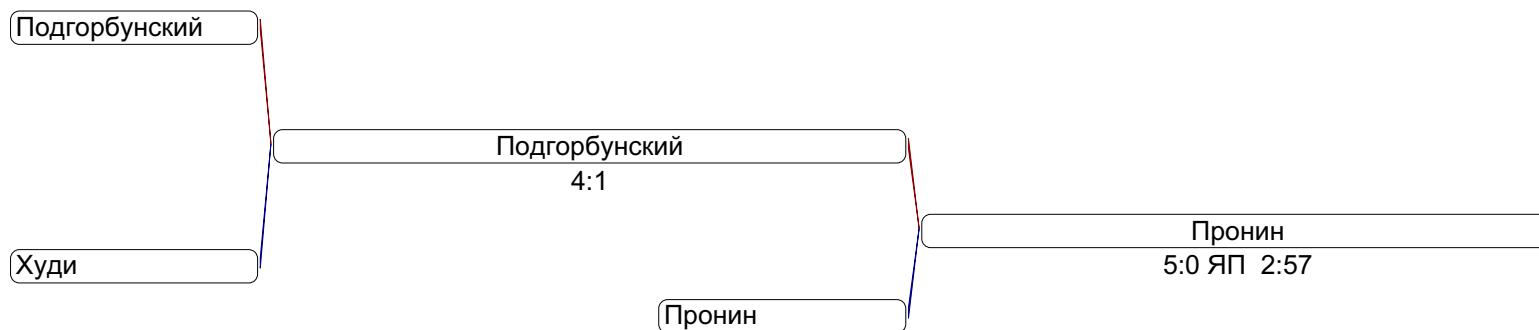 Подгорбунский
Подгорбунский
4:1
Худи
Пронин
5:0 ЯП 2:57
Пронин